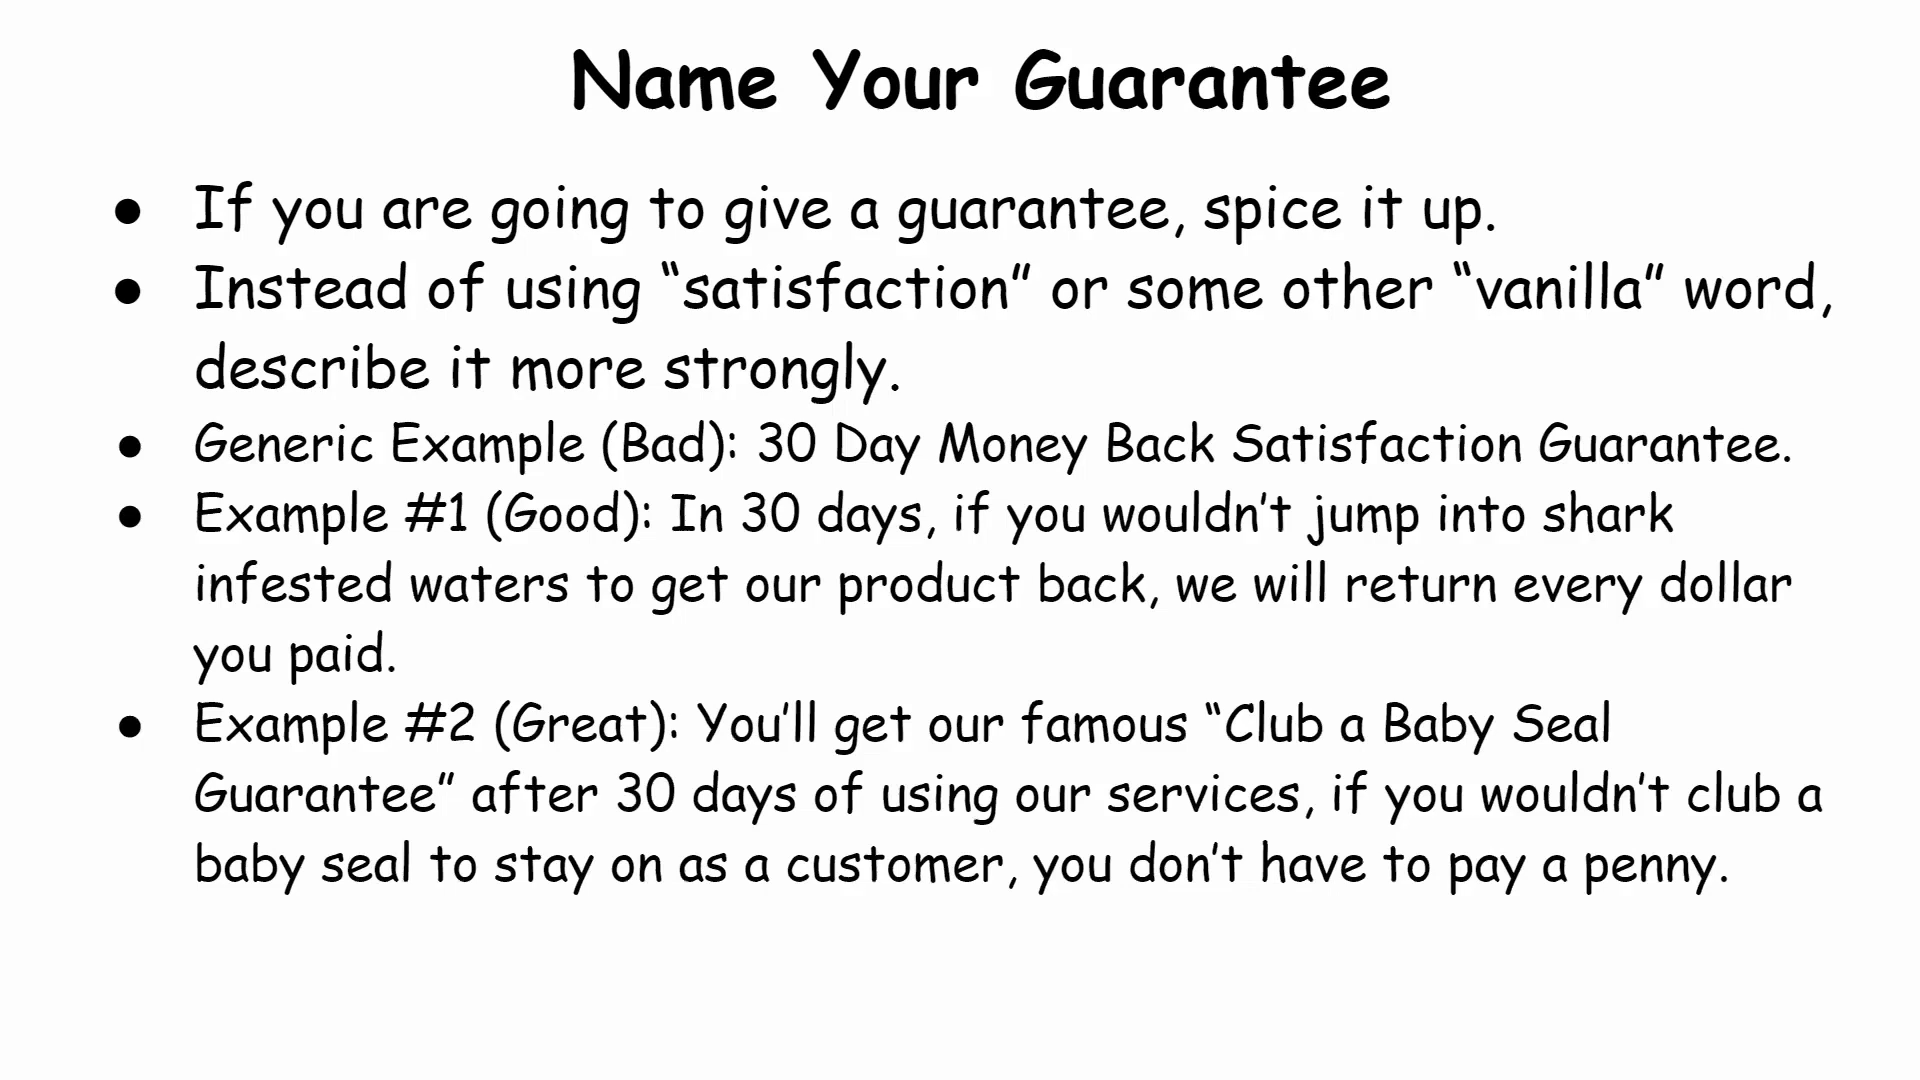 Name Your Guarantee
● If you are going to give a guarantee, spice it up.
● Instead of using “satisfaction” or some other “vanilla” word,
describe it more strongly.
● Generic Example (Bad): 30 Day Money Back Satisfaction Guarantee.
● Example #1 (Good): In 30 days, if you wouldn’t jump into shark
infested waters to get our product back, we will return every dollar
you paid.
● Example #2 (Great): You’ll get our famous “Club a Baby Seal
Guarantee” after 30 days of using our services, if you wouldn’t club a
baby seal to stay on as a customer, you don’t have to pay a penny.